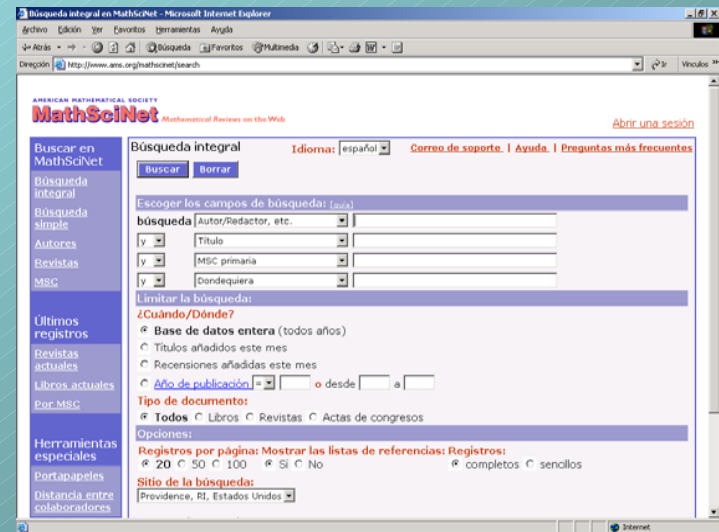 Búsqueda integral en MathSciNet - Microsoft Internet Explorer
Archivo Edición Ver Favoritos Herramientas Ayuda
Atrás Búsqueda Favoritos Multimedia
Dirección http://www.ams.org/mathscinet/search Ir Vínculos »
AMERICAN MATHEMATICAL SOCIETY
MathSciNet Mathematical Reviews on the Web
Abrir una sesión
Buscar en MathSciNet
Búsqueda integral
Búsqueda simple
Autores
Revistas
MSC
Últimos registros
Revistas actuales
Libros actuales
Por MSC
Herramientas especiales
Portapapeles
Distancia entre colaboradores
Búsqueda integral Idioma: español Correo de soporte | Ayuda | Preguntas más frecuentes
Buscar Borrar
Escoger los campos de búsqueda: [guía]
búsqueda Autor/Redactor, etc.
y Título
y MSC primaria
y Dondequiera
Limitar la búsqueda:
¿Cuándo/Dónde?
Base de datos entera (todos años)
Títulos añadidos este mes
Recensiones añadidas este mes
Año de publicación = o desde a
Tipo de documento:
Todos Libros Revistas Actas de congresos
Opciones:
Registros por página: Mostrar las listas de referencias: Registros:
20 50 100 Sí No completos sencillos
Sitio de la búsqueda:
Providence, RI, Estados Unidos
Internet